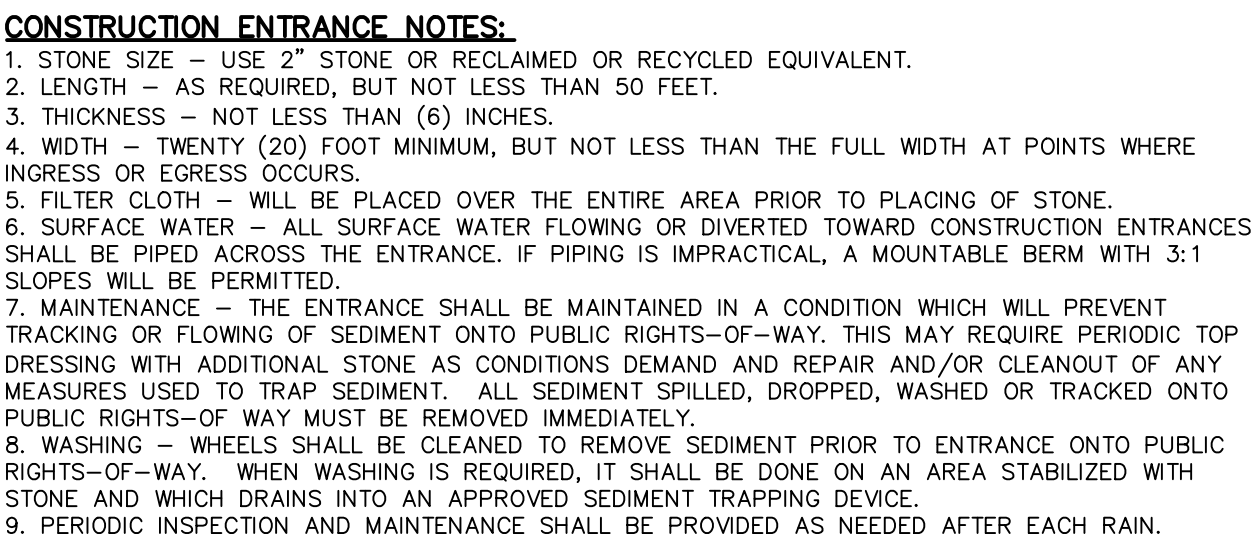 CONSTRUCTION ENTRANCE NOTES:
1. STONE SIZE – USE 2" STONE OR RECLAIMED OR RECYCLED EQUIVALENT.
2. LENGTH – AS REQUIRED, BUT NOT LESS THAN 50 FEET.
3. THICKNESS – NOT LESS THAN (6) INCHES.
4. WIDTH – TWENTY (20) FOOT MINIMUM, BUT NOT LESS THAN THE FULL WIDTH AT POINTS WHERE
INGRESS OR EGRESS OCCURS.
5. FILTER CLOTH – WILL BE PLACED OVER THE ENTIRE AREA PRIOR TO PLACING OF STONE.
6. SURFACE WATER – ALL SURFACE WATER FLOWING OR DIVERTED TOWARD CONSTRUCTION ENTRANCES
SHALL BE PIPED ACROSS THE ENTRANCE. IF PIPING IS IMPRACTICAL, A MOUNTABLE BERM WITH 3:1
SLOPES WILL BE PERMITTED.
7. MAINTENANCE – THE ENTRANCE SHALL BE MAINTAINED IN A CONDITION WHICH WILL PREVENT
TRACKING OR FLOWING OF SEDIMENT ONTO PUBLIC RIGHTS–OF–WAY. THIS MAY REQUIRE PERIODIC TOP
DRESSING WITH ADDITIONAL STONE AS CONDITIONS DEMAND AND REPAIR AND/OR CLEANOUT OF ANY
MEASURES USED TO TRAP SEDIMENT.  ALL SEDIMENT SPILLED, DROPPED, WASHED OR TRACKED ONTO
PUBLIC RIGHTS–OF WAY MUST BE REMOVED IMMEDIATELY.
8. WASHING – WHEELS SHALL BE CLEANED TO REMOVE SEDIMENT PRIOR TO ENTRANCE ONTO PUBLIC
RIGHTS–OF–WAY.  WHEN WASHING IS REQUIRED, IT SHALL BE DONE ON AN AREA STABILIZED WITH
STONE AND WHICH DRAINS INTO AN APPROVED SEDIMENT TRAPPING DEVICE.
9. PERIODIC INSPECTION AND MAINTENANCE SHALL BE PROVIDED AS NEEDED AFTER EACH RAIN.